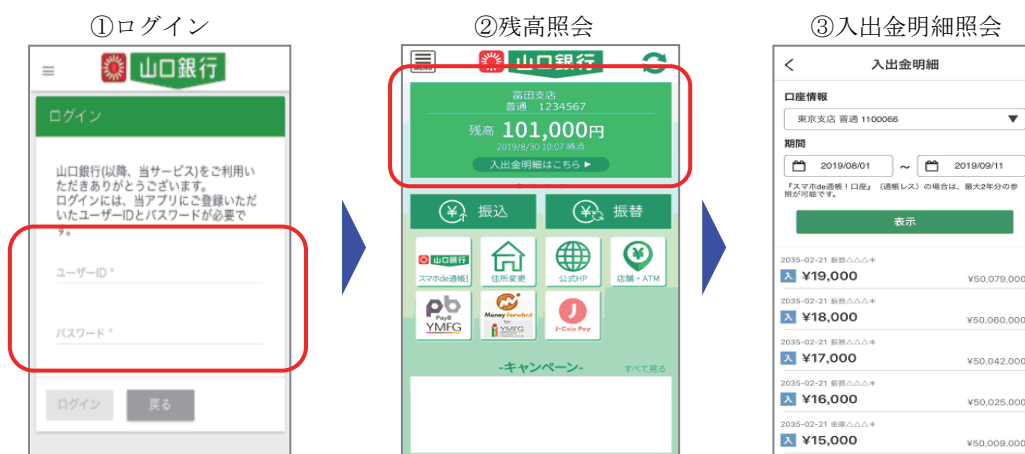 ①ログイン
山口銀行
ログイン
山口銀行(以降、当サービス)をご利用い
ただきありがとうございます。
ログインには、当アプリにご登録いただ
いたユーザーIDとパスワードが必要で
す。
ユーザーID *
パスワード *
ログイン
戻る
②残高照会
MENU
山口銀行
富田支店
普通 1234567
残高 101,000円
2019/8/30 10:07 時点
入出金明細はこちら ▶
振込
振替
山口銀行
スマホde通帳!
住所変更
公式HP
店舗・ATM
pb
PayB
YMFG
Money Forward
for
YMFG
J-Coin Pay
-キャンペーン-
すべて見る
③入出金明細照会
入出金明細
口座情報
東京支店 普通 1100066
期間
2019/08/01 ~ 2019/09/11
『スマホde通帳!口座』(通帳レス)の場合は、最大2年分の参
照が可能です。
表示
2035-02-21 振替△△△*
入 ¥19,000 ¥50,079,000
2035-02-21 振替△△△*
入 ¥18,000 ¥50,060,000
2035-02-21 振替△△△*
入 ¥17,000 ¥50,042,000
2035-02-21 振替△△△*
入 ¥16,000 ¥50,025,000
2035-02-21 金庫△△△*
入 ¥15,000 ¥50,009,000